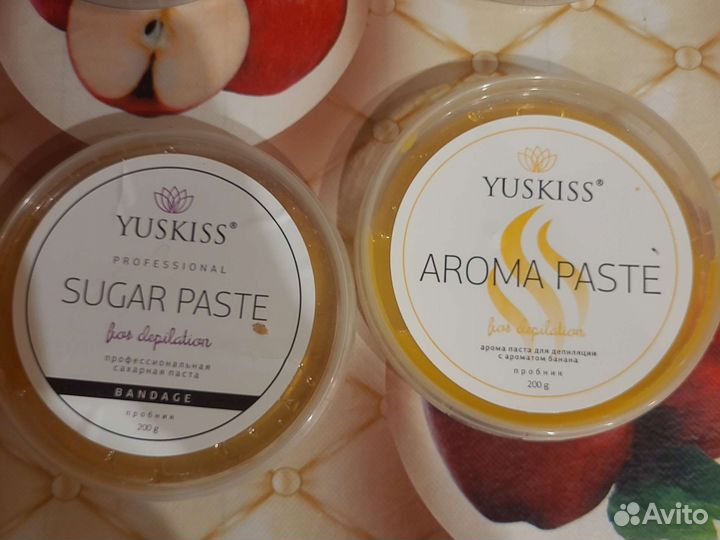 YUSKISS®
PROFESSIONAL
SUGAR PASTE
for depilation
профессиональная
сахарная паста
BANDAGE
пробник
200 g
YUSKISS®
AROMA PASTE
for depilation
арома паста для депиляции
с ароматом банана
пробник
200 g
Avito